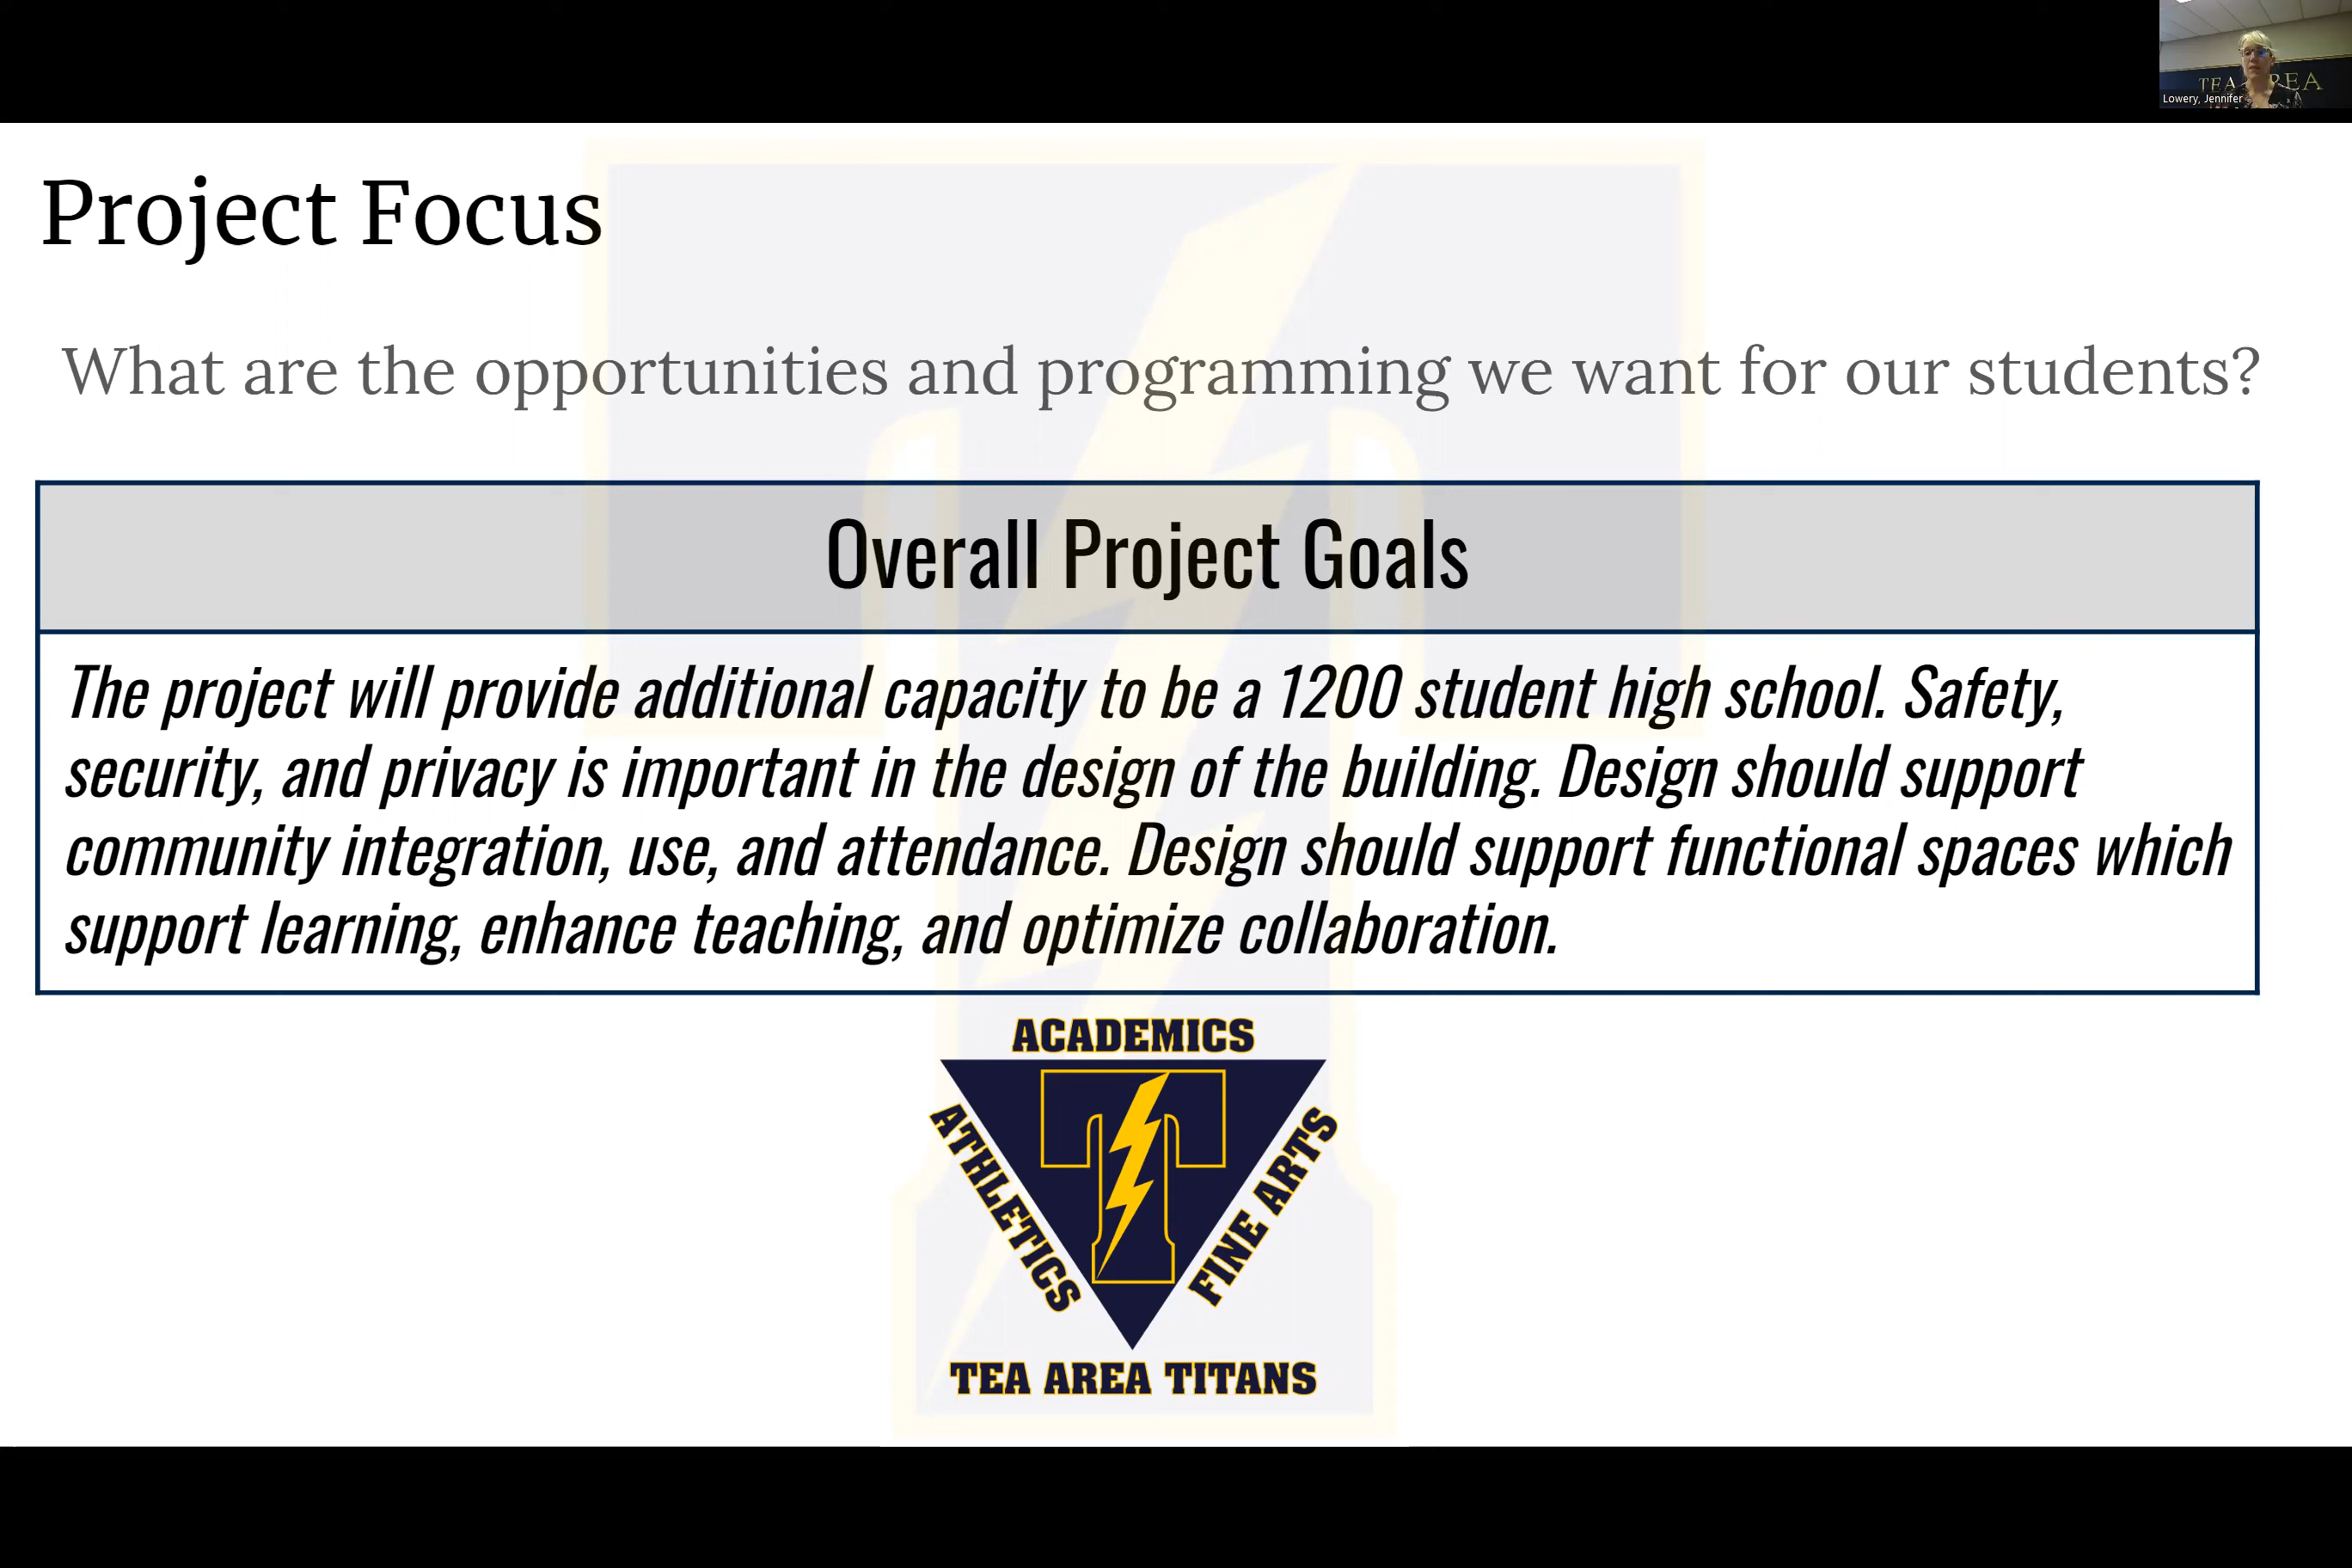 TEA AREA
Lowery, Jennifer
Project Focus
What are the opportunities and programming we want for our students?
Overall Project Goals
The project will provide additional capacity to be a 1200 student high school. Safety,
security, and privacy is important in the design of the building. Design should support
community integration, use, and attendance. Design should support functional spaces which
support learning, enhance teaching, and optimize collaboration.
ACADEMICS
ATHLETICS
FINE ARTS
TEA AREA TITANS